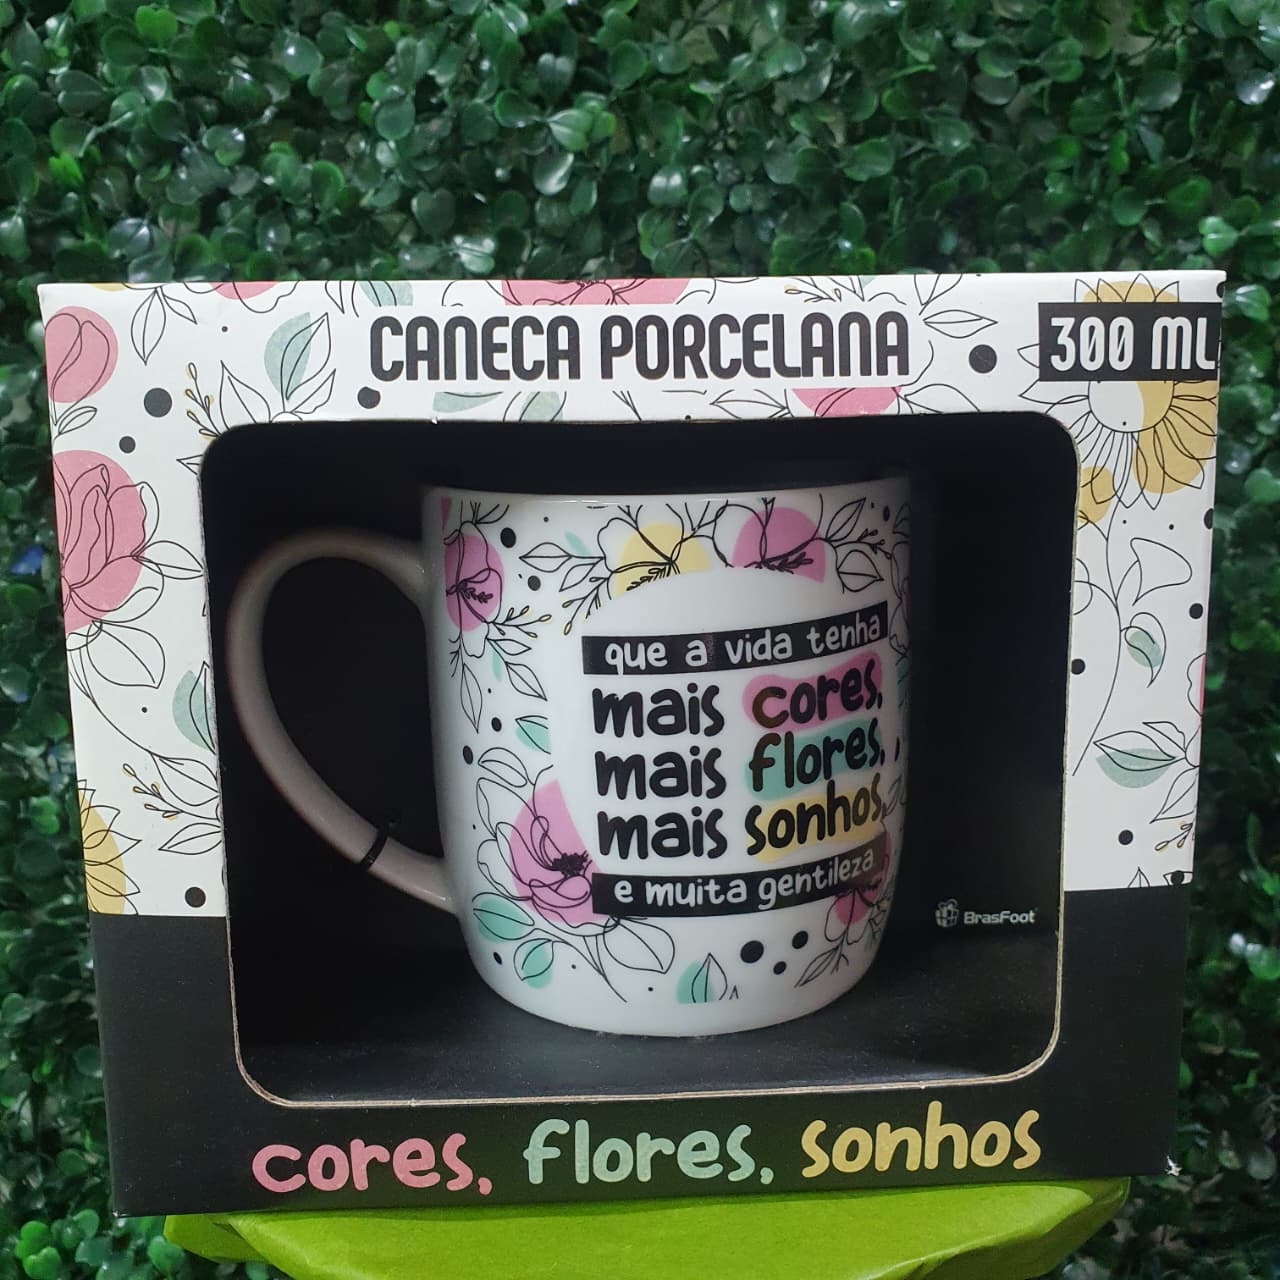 CANECA PORCELANA
300 ML
que a vida tenha
mais cores,
mais flores,
mais sonhos,
e muita gentileza
BrasFoot
cores, flores, sonhos